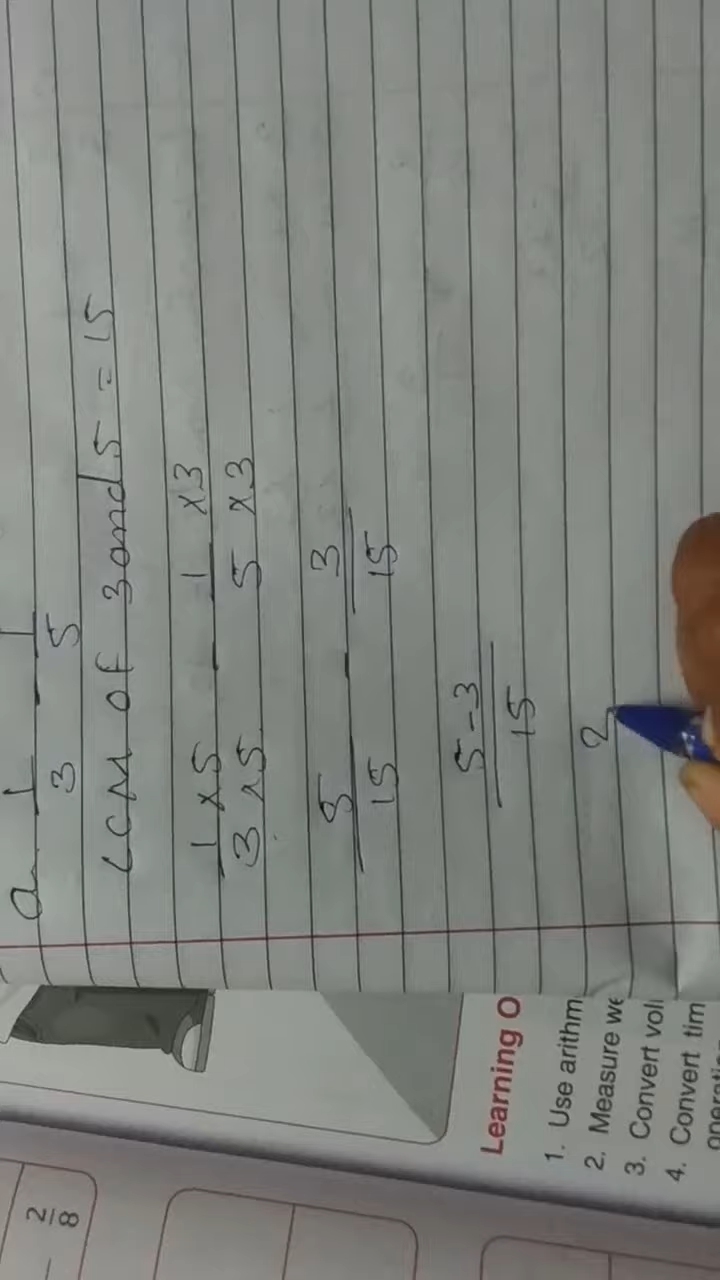 a. 1/3 - 1/5
LCM of 3 and 5 = 15
1 x 5 / 3 x 5 - 1 x 3 / 5 x 3
5/15 - 3/15
5 - 3 / 15
2
Learning O
1. Use arithm
2. Measure we
3. Convert vol
4. Convert tim
- 2/8